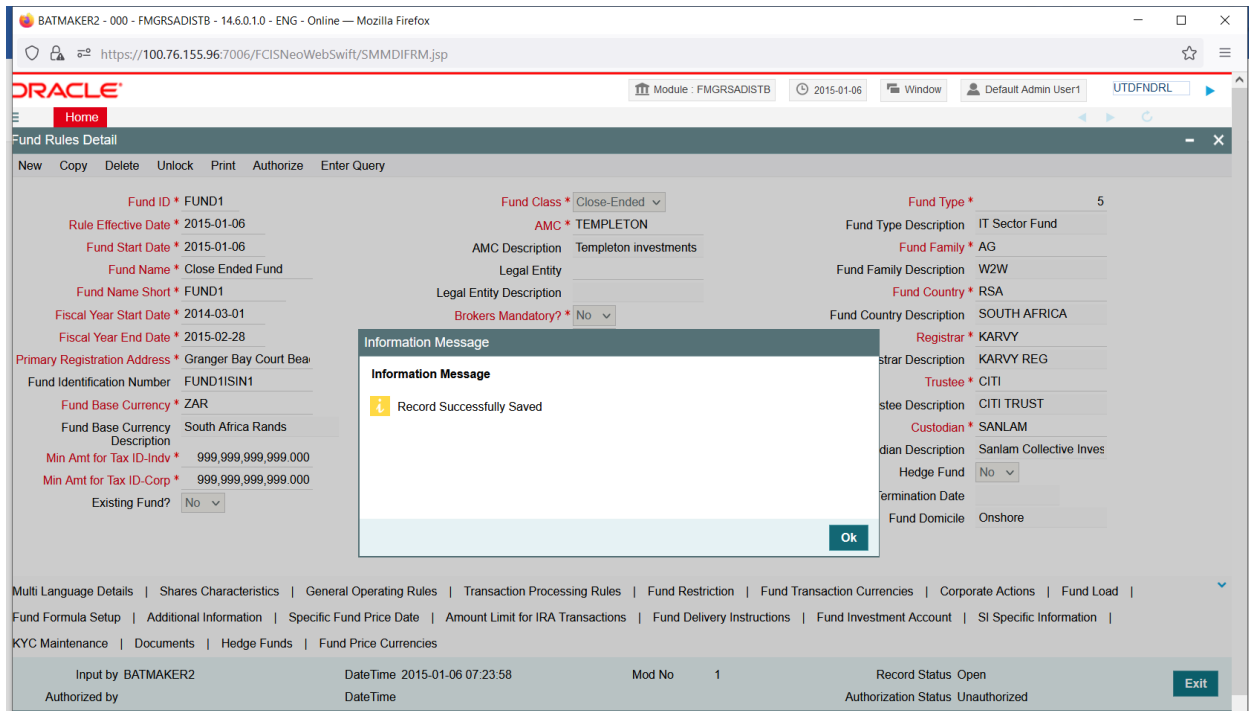 BATMAKER2 - 000 - FMGRSADISTB - 14.6.0.1.0 - ENG - Online — Mozilla Firefox
https://100.76.155.96:7006/FCISNeoWebSwift/SMMDIFRM.jsp
ORACLE Module : FMGRSADISTB 2015-01-06 Window Default Admin User1 UTDFNDRL
Home
Fund Rules Detail
New Copy Delete Unlock Print Authorize Enter Query
Fund ID * FUND1 Fund Class * Close-Ended Fund Type * 5
Rule Effective Date * 2015-01-06 AMC * TEMPLETON Fund Type Description IT Sector Fund
Fund Start Date * 2015-01-06 AMC Description Templeton investments Fund Family * AG
Fund Name * Close Ended Fund Legal Entity Fund Family Description W2W
Fund Name Short * FUND1 Legal Entity Description Fund Country * RSA
Fiscal Year Start Date * 2014-03-01 Brokers Mandatory? * No Fund Country Description SOUTH AFRICA
Fiscal Year End Date * 2015-02-28 Information Message Registrar * KARVY
Primary Registration Address * Granger Bay Court Bea strar Description KARVY REG
Information Message
Fund Identification Number FUND1ISIN1 Trustee * CITI
Fund Base Currency * ZAR Record Successfully Saved stee Description CITI TRUST
Fund Base Currency South Africa Rands Custodian * SANLAM
Description
Min Amt for Tax ID-Indv * 999,999,999,999.000 dian Description Sanlam Collective Inves
Min Amt for Tax ID-Corp * 999,999,999,999.000 Hedge Fund No
Existing Fund? No Termination Date
Fund Domicile Onshore
Ok
Multi Language Details | Shares Characteristics | General Operating Rules | Transaction Processing Rules | Fund Restriction | Fund Transaction Currencies | Corporate Actions | Fund Load |
Fund Formula Setup | Additional Information | Specific Fund Price Date | Amount Limit for IRA Transactions | Fund Delivery Instructions | Fund Investment Account | SI Specific Information |
KYC Maintenance | Documents | Hedge Funds | Fund Price Currencies
Input by BATMAKER2 DateTime 2015-01-06 07:23:58 Mod No 1 Record Status Open
Exit
Authorized by DateTime Authorization Status Unauthorized